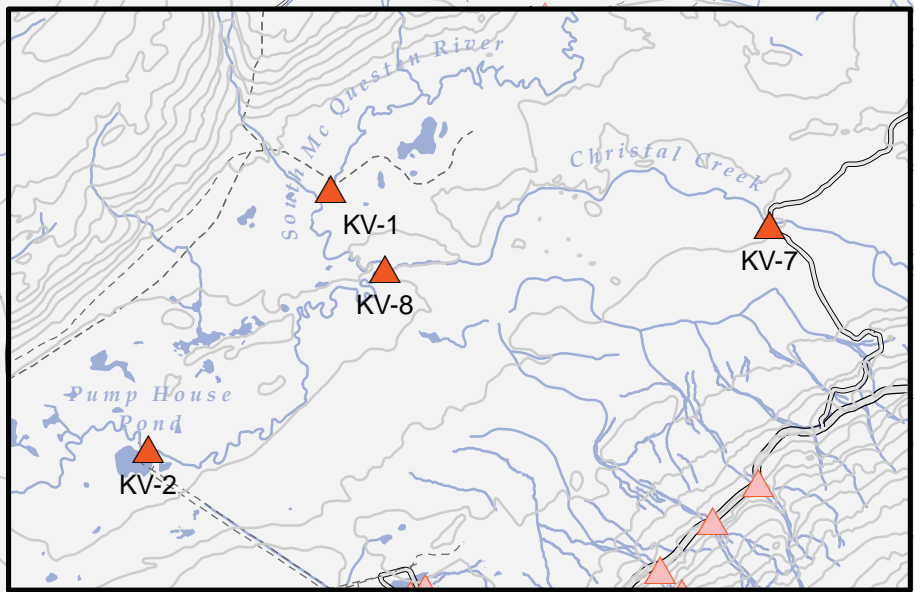 South Mc Questen River
Christal Creek
KV-1
KV-7
KV-8
Pump House
Pond
KV-2